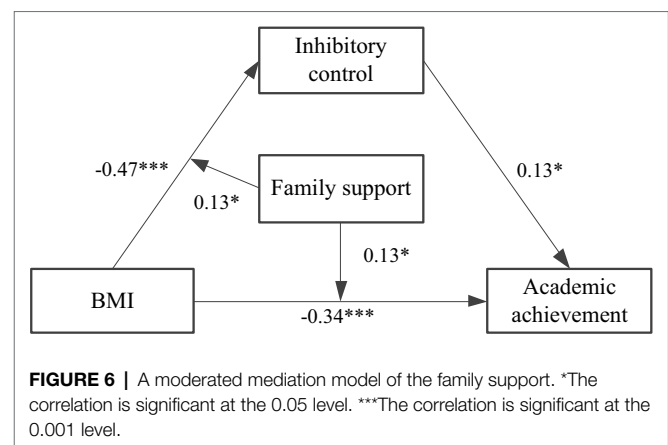 Inhibitory
control
-0.47***
0.13*
Family support
0.13*
0.13*
BMI
-0.34***
Academic
achievement
FIGURE 6 | A moderated mediation model of the family support. *The
correlation is significant at the 0.05 level. ***The correlation is significant at the
0.001 level.